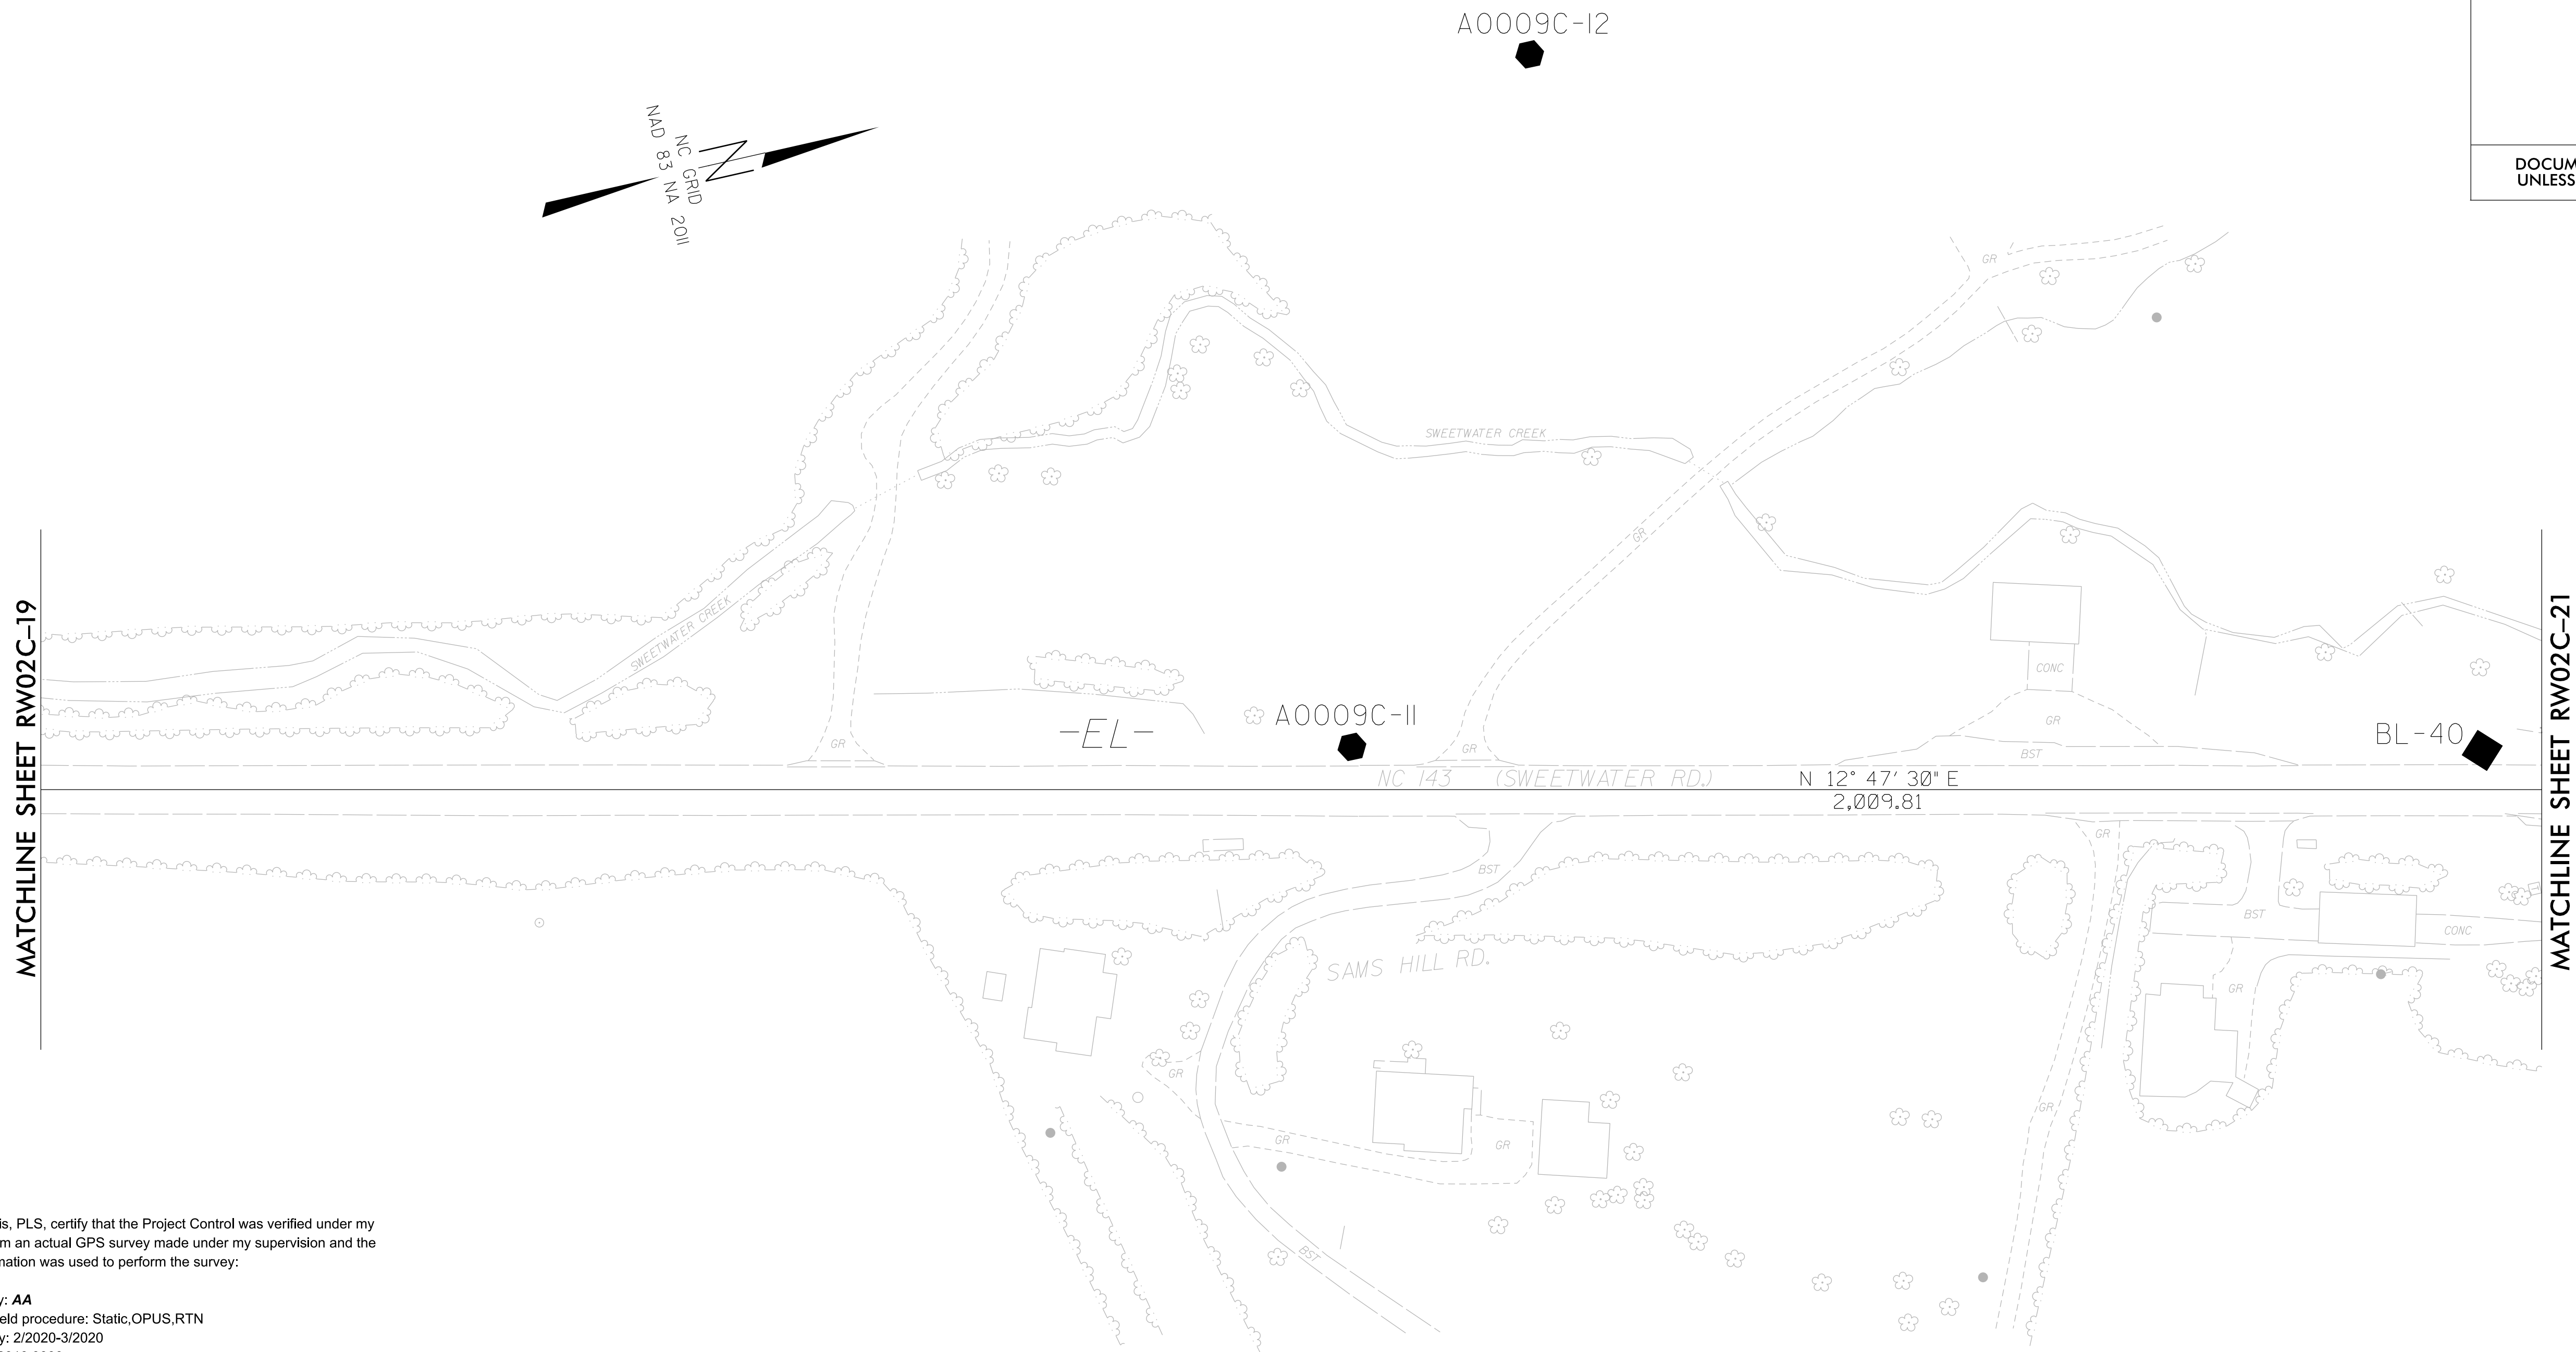 A0009C-12
DOCUM
UNLESS
NC GRID
NAD 83 NA 2011
GR
SWEETWATER CREEK
GR
SWEETWATER CREEK
MATCHLINE SHEET RW02C-19
MATCHLINE SHEET RW02C-21
CONC
GR
-EL-
A0009C-11
BL-40
GR
GR
BST
NC 143 (SWEETWATER RD.)
N 12° 47' 30" E
2,009.81
GR
BST
BST
CONC
SAMS HILL RD.
GR
GR
GR
GR
GR
BST
is, PLS, certify that the Project Control was verified under my
m an actual GPS survey made under my supervision and the
mation was used to perform the survey:
y: AA
eld procedure: Static,OPUS,RTN
y: 2/2020-3/2020